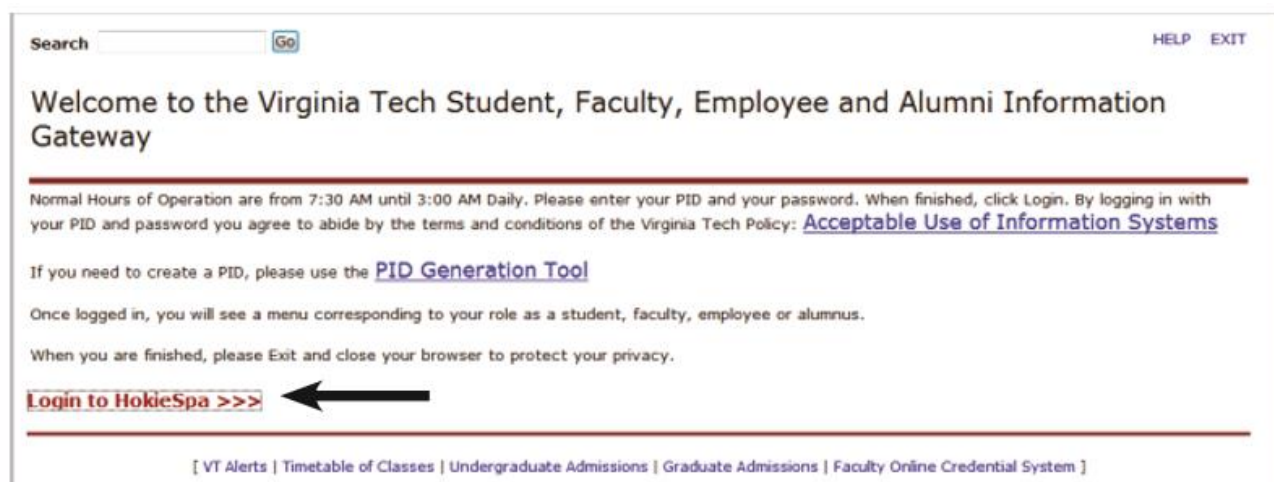 Search Go HELP EXIT
Welcome to the Virginia Tech Student, Faculty, Employee and Alumni Information
Gateway
Normal Hours of Operation are from 7:30 AM until 3:00 AM Daily. Please enter your PID and your password. When finished, click Login. By logging in with
your PID and password you agree to abide by the terms and conditions of the Virginia Tech Policy: Acceptable Use of Information Systems
If you need to create a PID, please use the PID Generation Tool
Once logged in, you will see a menu corresponding to your role as a student, faculty, employee or alumnus.
When you are finished, please Exit and close your browser to protect your privacy.
Login to HokieSpa >>>
[ VT Alerts | Timetable of Classes | Undergraduate Admissions | Graduate Admissions | Faculty Online Credential System ]